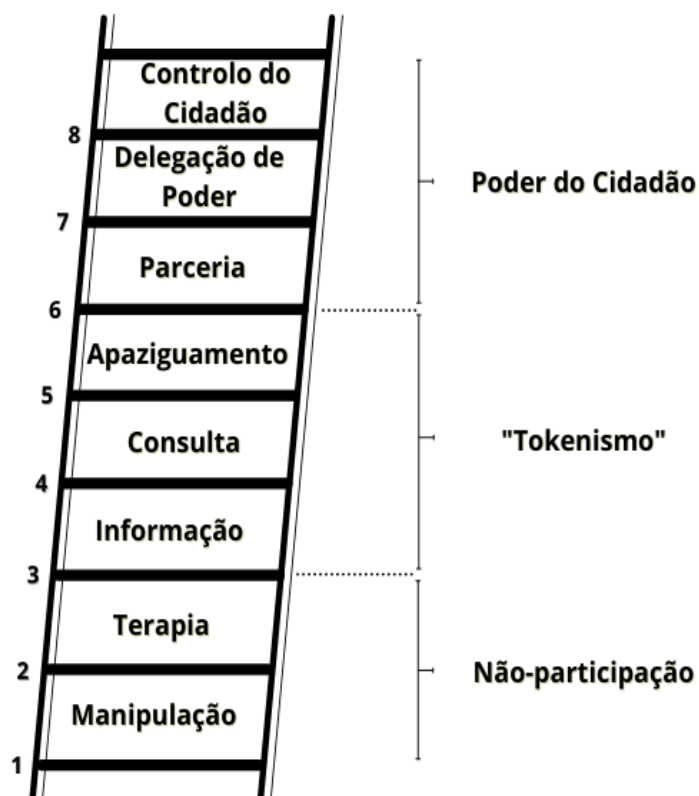 Controlo do
Cidadão
8
Delegação de
Poder
Poder do Cidadão
7
Parceria
6
Apaziguamento
5
Consulta
"Tokenismo"
4
Informação
3
Terapia
2
Não-participação
Manipulação
1